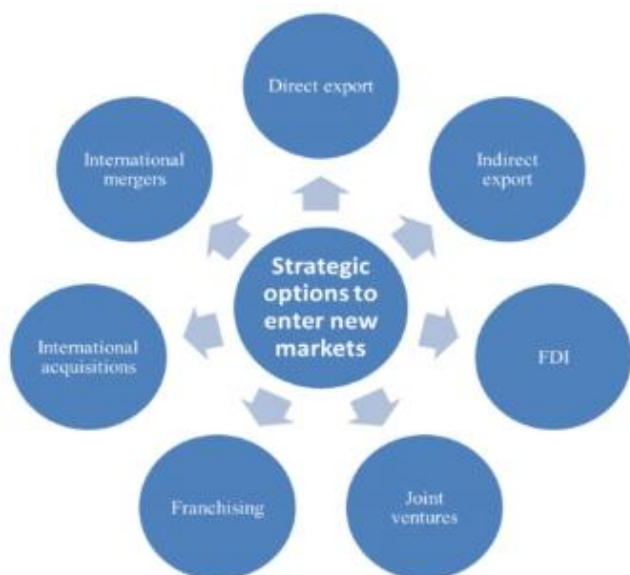 Direct export
Indirect
export
FDI
Joint
ventures
Franchising
International
acquisitions
International
mergers
Strategic
options to
enter new
markets